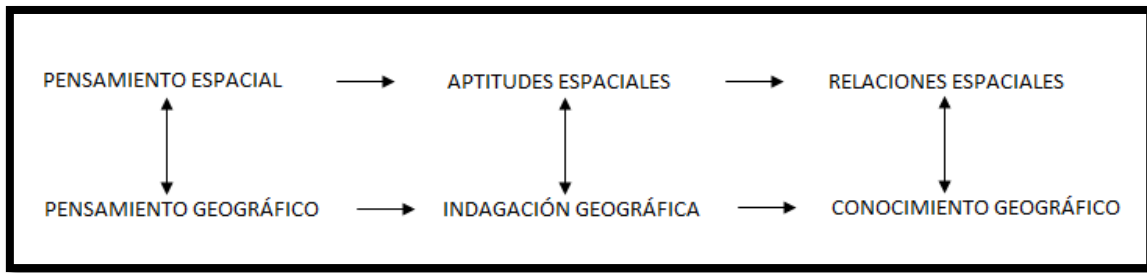 PENSAMIENTO ESPACIAL APTITUDES ESPACIALES RELACIONES ESPACIALES
PENSAMIENTO GEOGRÁFICO INDAGACIÓN GEOGRÁFICA CONOCIMIENTO GEOGRÁFICO